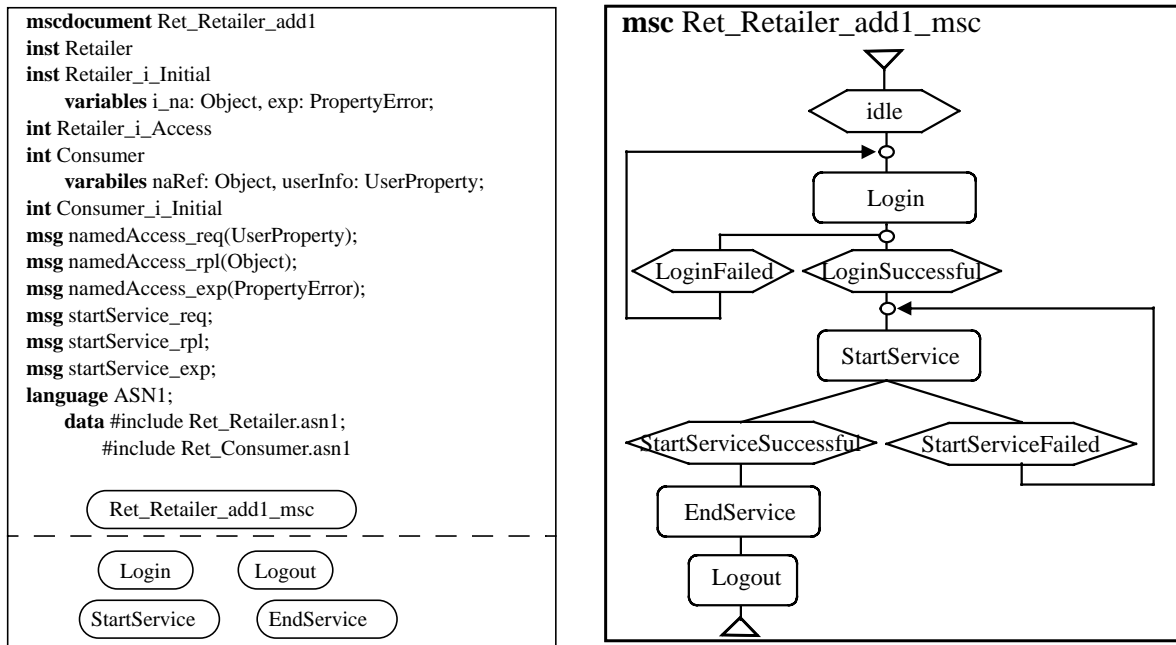 mscdocument Ret_Retailer_add1
inst Retailer
inst Retailer_i_Initial
variables i_na: Object, exp: PropertyError;
int Retailer_i_Access
int Consumer
varabiles naRef: Object, userInfo: UserProperty;
int Consumer_i_Initial
msg namedAccess_req(UserProperty);
msg namedAccess_rpl(Object);
msg namedAccess_exp(PropertyError);
msg startService_req;
msg startService_rpl;
msg startService_exp;
language ASN1;
data #include Ret_Retailer.asn1;
#include Ret_Consumer.asn1
Ret_Retailer_add1_msc
Login
Logout
StartService
EndService
msc Ret_Retailer_add1_msc
idle
Login
LoginFailed
LoginSuccessful
StartService
StartServiceSuccessful
StartServiceFailed
EndService
Logout